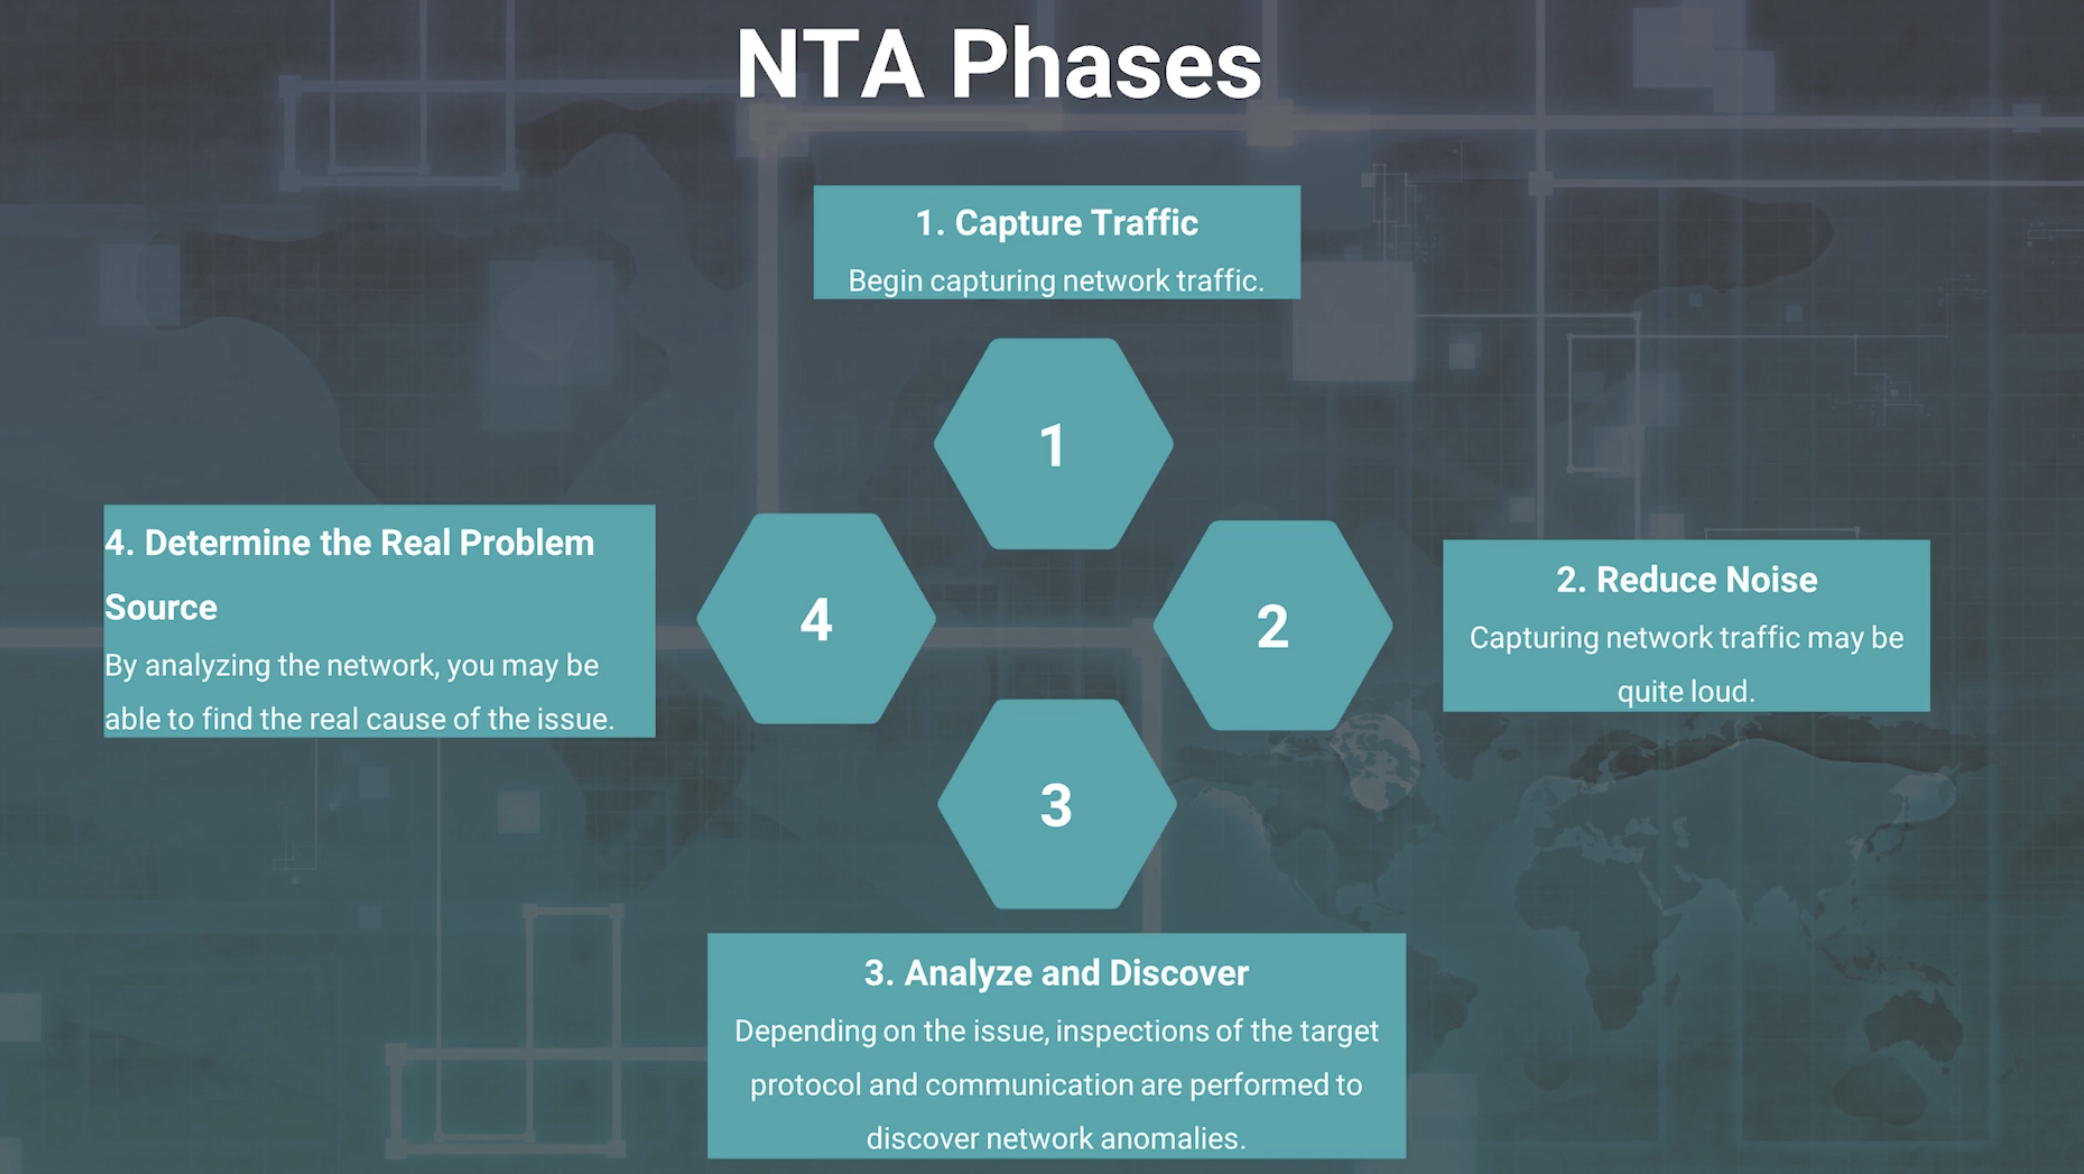 NTA Phases
1. Capture Traffic
Begin capturing network traffic.
1
4. Determine the Real Problem
Source
By analyzing the network, you may be
able to find the real cause of the issue.
4
2
2. Reduce Noise
Capturing network traffic may be
quite loud.
3
3. Analyze and Discover
Depending on the issue, inspections of the target
protocol and communication are performed to
discover network anomalies.